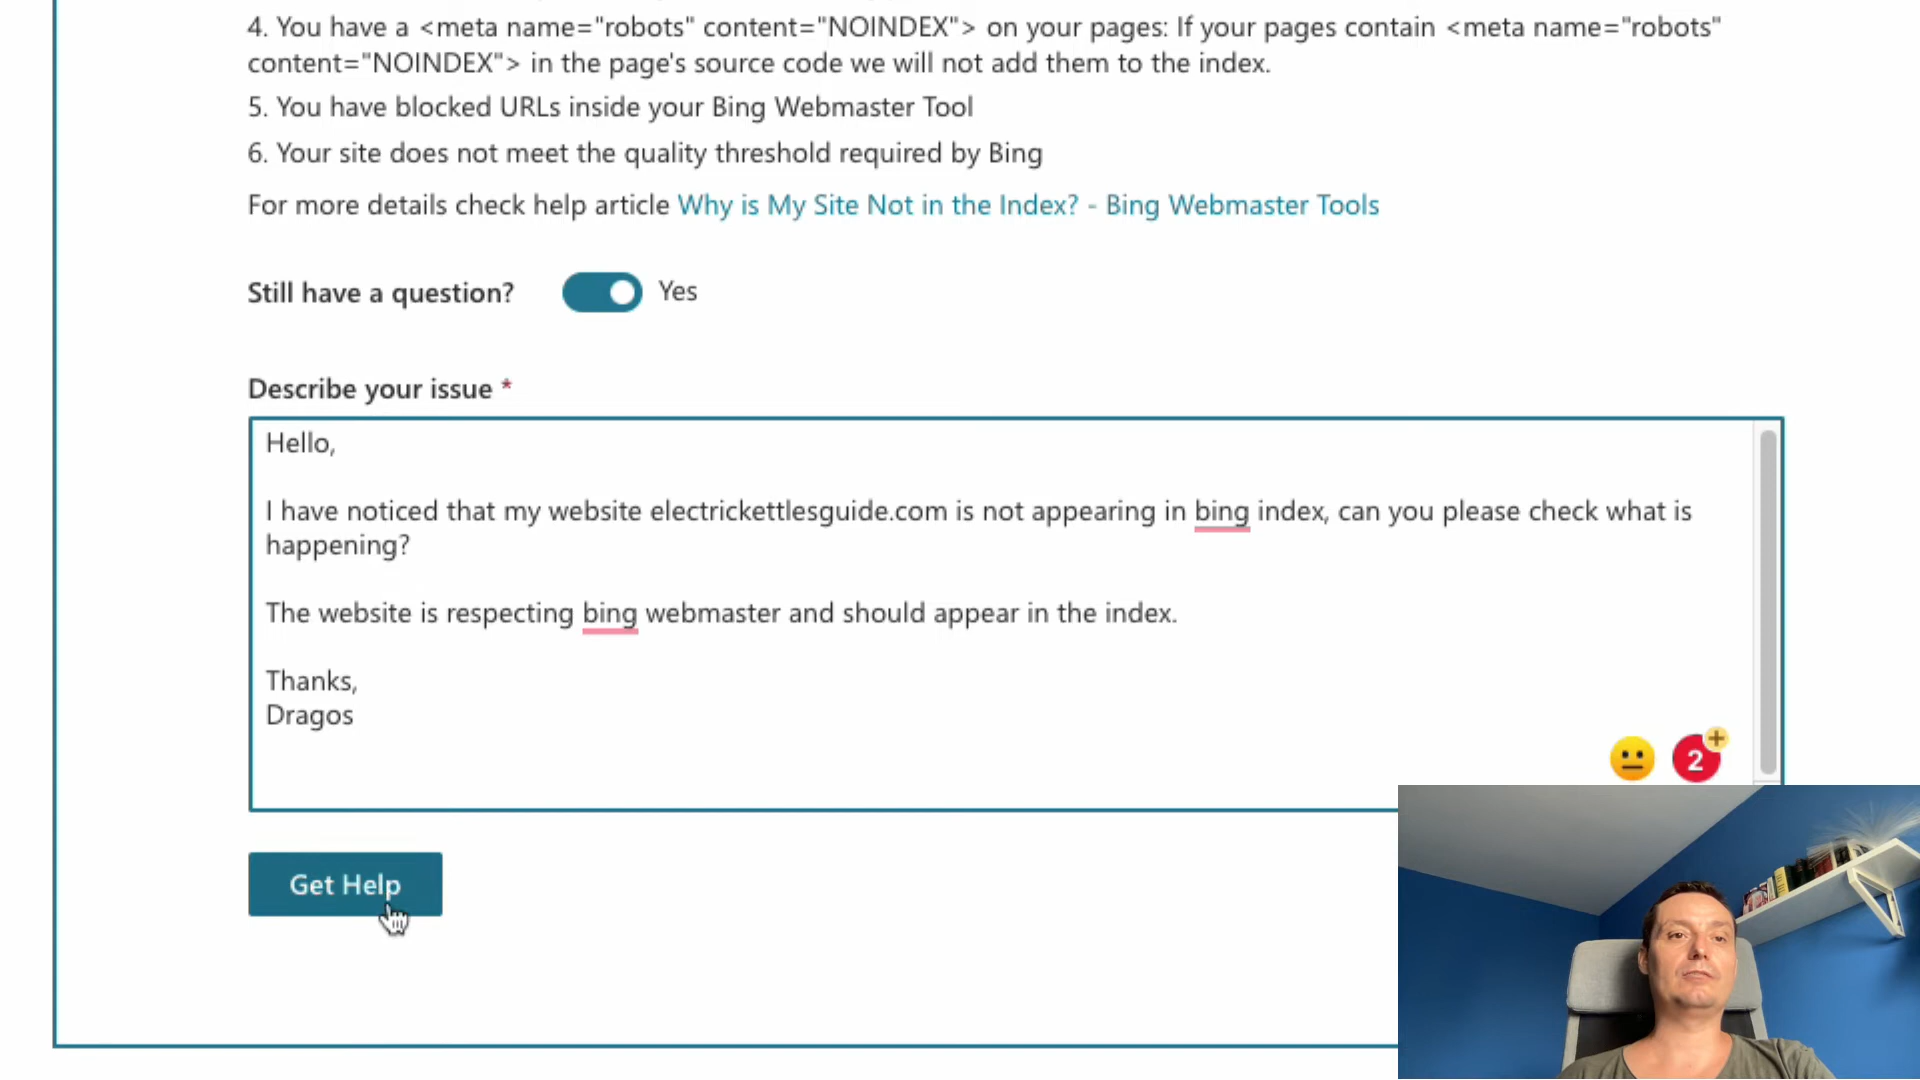 4. You have a <meta name="robots" content="NOINDEX"> on your pages: If your pages contain <meta name="robots"
content="NOINDEX"> in the page's source code we will not add them to the index.
5. You have blocked URLs inside your Bing Webmaster Tool
6. Your site does not meet the quality threshold required by Bing
For more details check help article Why is My Site Not in the Index? - Bing Webmaster Tools
Still have a question? Yes
Describe your issue *
Hello,
I have noticed that my website electrickettlesguide.com is not appearing in bing index, can you please check what is
happening?
The website is respecting bing webmaster and should appear in the index.
Thanks,
Dragos
2
Get Help